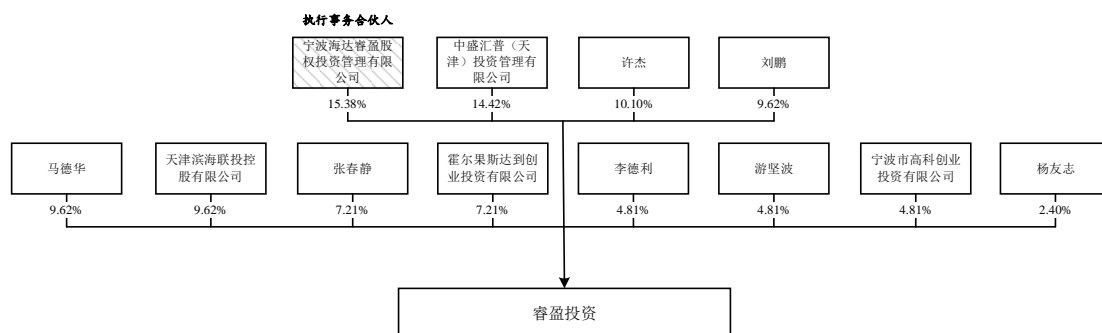 执行事务合伙人
宁波海达睿盈股
权投资管理有限
公司
中盛汇普（天
津）投资管理有
限公司
许杰
刘鹏
15.38%
14.42%
10.10%
9.62%
马德华
天津滨海联投控
股有限公司
张春静
霍尔果斯达到创
业投资有限公司
李德利
游坚波
宁波市高科创业
投资有限公司
杨友志
9.62%
9.62%
7.21%
7.21%
4.81%
4.81%
4.81%
2.40%
睿盈投资